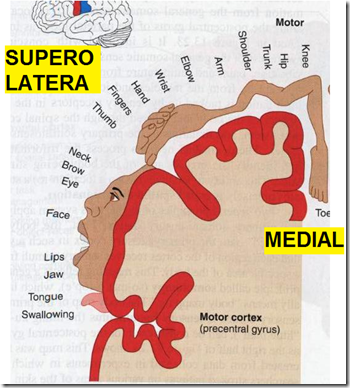 Motor
SUPERO
LATERA
Knee
Hip
Trunk
Shoulder
Arm
Elbow
Wrist
Hand
Fingers
Thumb
Neck
Brow
Eye
Face
Lips
Jaw
Tongue
Swallowing
Toe
MEDIAL
Motor cortex
(precentral gyrus)